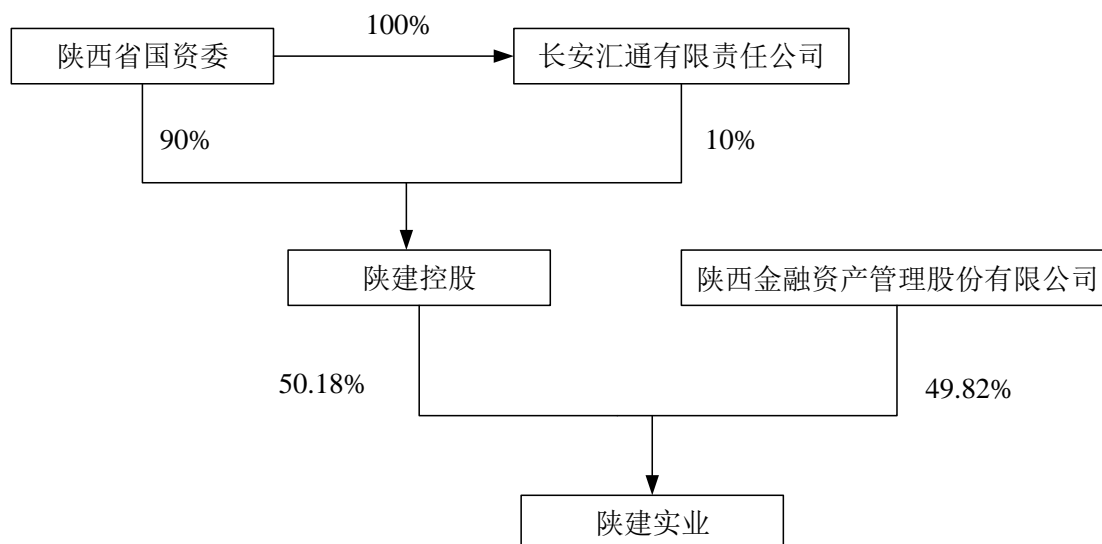 100%
陕西省国资委
长安汇通有限责任公司
90%
10%
陕建控股
陕西金融资产管理股份有限公司
50.18%
49.82%
陕建实业